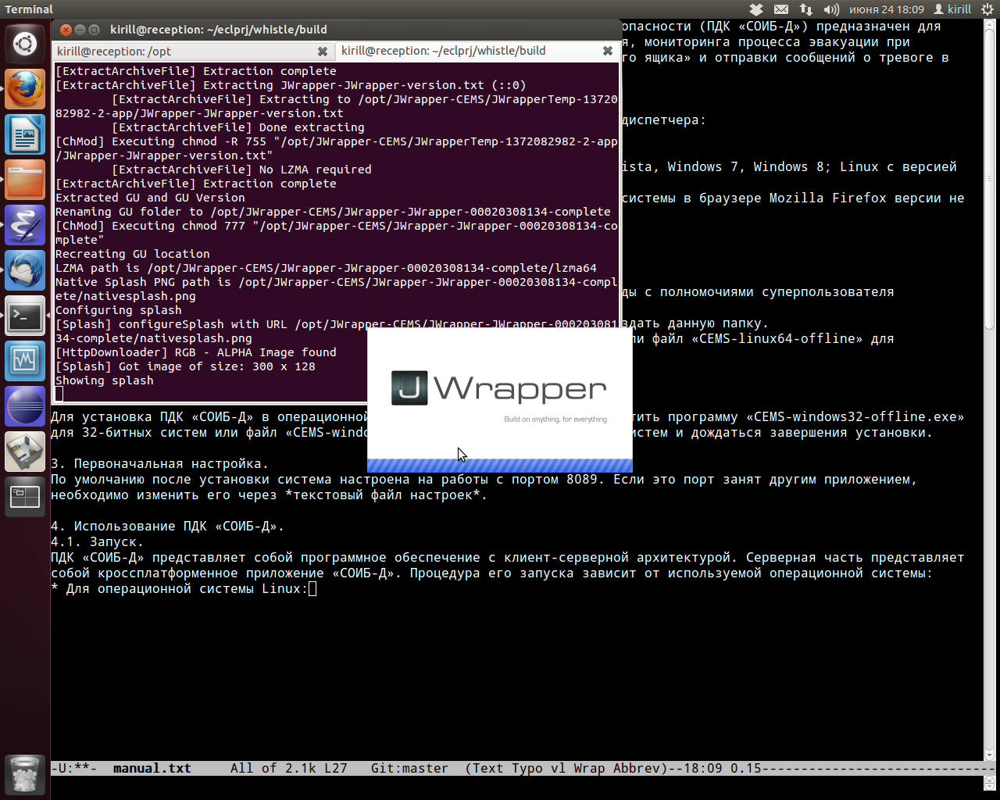 Terminal
июня 24 18:09
kirill
kirill@reception: ~/eclprj/whistle/build
kirill@reception: /opt
kirill@reception: ~/eclprj/whistle/build
[ExtractArchiveFile] Extraction complete
[ExtractArchiveFile] Extracting JWrapper-JWrapper-version.txt (::0)
[ExtractArchiveFile] Extracting to /opt/JWrapper-CEMS/JWrapperTemp-13720
82982-2-app/JWrapper-JWrapper-version.txt
[ExtractArchiveFile] Done extracting
[ChMod] Executing chmod -R 755 "/opt/JWrapper-CEMS/JWrapperTemp-1372082982-2-app
/JWrapper-JWrapper-version.txt"
[ExtractArchiveFile] No LZMA required
[ExtractArchiveFile] Extraction complete
Extracted GU and GU Version
Renaming GU folder to /opt/JWrapper-CEMS/JWrapper-JWrapper-00020308134-complete
[ChMod] Executing chmod 777 "/opt/JWrapper-CEMS/JWrapper-JWrapper-00020308134-co
mplete"
Recreating GU location
LZMA path is /opt/JWrapper-CEMS/JWrapper-JWrapper-00020308134-complete/lzma64
Native Splash PNG path is /opt/JWrapper-CEMS/JWrapper-JWrapper-00020308134-compl
ete/nativesplash.png
Configuring splash
[Splash] configureSplash with URL /opt/JWrapper-CEMS/JWrapper-JWrapper-000203081
34-complete/nativesplash.png
[HttpDownloader] RGB - ALPHA Image found
[Splash] Got image of size: 300 x 128
Showing splash
опасности (ПДК «СОИБ-Д») предназначен для
я, мониторинга процесса эвакуации при
го ящика» и отправки сообщений о тревоге в
диспетчера:
ista, Windows 7, Windows 8; Linux с версией
системы в браузере Mozilla Firefox версии не
ды с полномочиями суперпользователя
здать данную папку.
ли файл «CEMS-linux64-offline» для
J Wrapper
Build on anything, for everything
Для установка ПДК «СОИБ-Д» в операционной тить программу «CEMS-windows32-offline.exe»
для 32-битных систем или файл «CEMS-windo истем и дождаться завершения установки.
3. Первоначальная настройка.
По умолчанию после установки система настроена на работы с портом 8089. Если это порт занят другим приложением,
необходимо изменить его через *текстовый файл настроек*.
4. Использование ПДК «СОИБ-Д».
4.1. Запуск.
ПДК «СОИБ-Д» представляет собой программное обеспечение с клиент-серверной архитектурой. Серверная часть представляет
собой кроссплатформенное приложение «СОИБ-Д». Процедура его запуска зависит от используемой операционной системы:
* Для операционной системы Linux:
-U:**-  manual.txt     All of 2.1k L27   Git:master  (Text Typo vl Wrap Abbrev)--18:09 0.15------------------------------